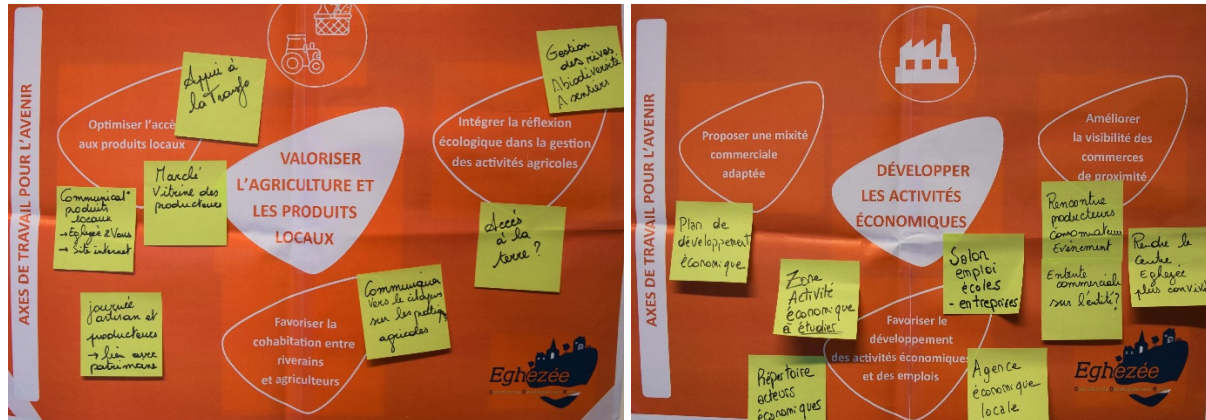 AXES DE TRAVAIL POUR L'AVENIR
Appui à
la Transfo
Gestion
des rives
Abiodiversité
A sentiers
Optimiser l'accès
aux produits locaux
Intégrer la réflexion
écologique dans la gestion
des activités agricoles
VALORISER
L'AGRICULTURE ET
LES PRODUITS
LOCAUX
Marché
Vitrine des
producteurs
Communicat°
produits
locaux
→ Eghezée & Vous
→ Site internet
Accès
à la
terre ?
Communiquer
vers le citoyen
sur les pratiq
agricoles
journée
artisan et
producteurs
→ lien avec
patrimoine
Favoriser la
cohabitation entre
riverains
et agriculteurs
Eghezée
AXES DE TRAVAIL POUR L'AVENIR
Proposer une mixité
commerciale
adaptée
Améliorer
la visibilité des
commerces
de proximité
DÉVELOPPER
LES ACTIVITÉS
ÉCONOMIQUES
Plan de
développement
économique
Zone
Activité
économique
à étudier
Salon
emploi
écoles
- entreprises
Rencontre
producteurs
consommateurs
Evènement
Entente
commerciale
sur l'entité ?
Rendre le
Centre
Eghezée
plus convivi
Favoriser le
développement
des activités économiques
et des emplois
Répertoire
acteurs
économiques
Agence
économique
locale
Eghezée